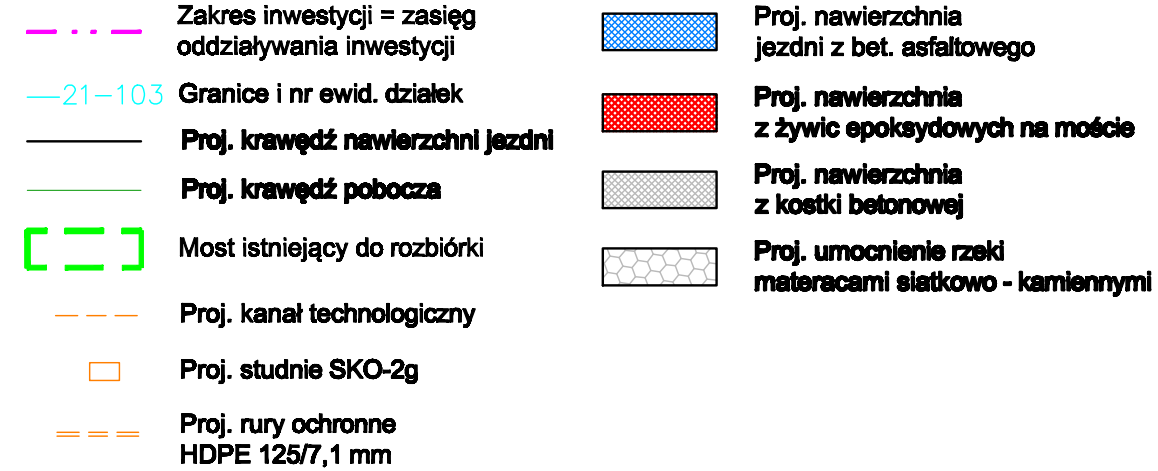 Zakres inwestycji = zasięg
oddziaływania inwestycji
21-103 Granice i nr ewid. działek
Proj. krawędź nawierzchni jezdni
Proj. krawędź pobocza
Most istniejący do rozbiórki
Proj. kanał technologiczny
Proj. studnie SKO-2g
Proj. rury ochronne
HDPE 125/7,1 mm
Proj. nawierzchnia
jezdni z bet. asfaltowego
Proj. nawierzchnia
z żywic epoksydowych na moście
Proj. nawierzchnia
z kostki betonowej
Proj. umocnienie rzeki
materacami siatkowo - kamiennymi